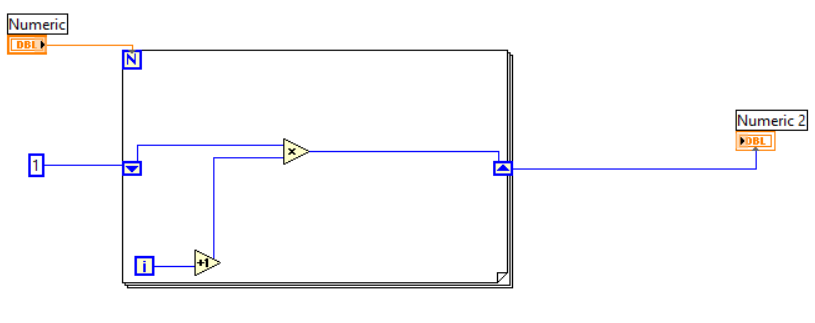 Numeric
DBL
N
Numeric 2
DBL
1
×
i
+1